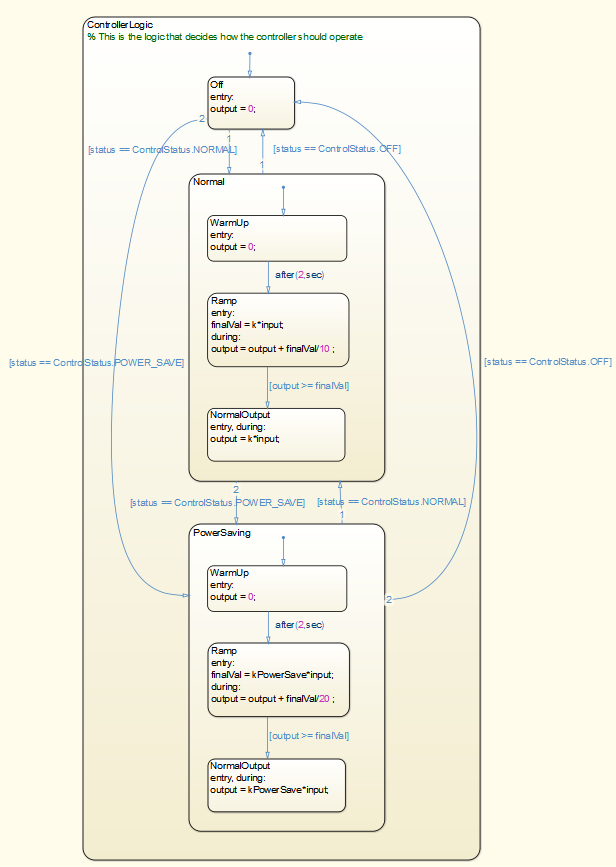 ControllerLogic
% This is the logic that decides how the controller should operate
Off
entry:
output = 0;
2
1
[status == ControlStatus.NORMAL]
[status == ControlStatus.OFF]
1
Normal
WarmUp
entry:
output = 0;
after(2,sec)
Ramp
entry:
finalVal = k*input;
during:
output = output + finalVal/10 ;
[status == ControlStatus.POWER_SAVE]
[status == ControlStatus.OFF]
[output >= finalVal]
NormalOutput
entry, during:
output = k*input;
2
[status == ControlStatus.POWER_SAVE]
[status == ControlStatus.NORMAL]
1
PowerSaving
WarmUp
entry:
output = 0;
2
after(2,sec)
Ramp
entry:
finalVal = kPowerSave*input;
during:
output = output + finalVal/20 ;
[output >= finalVal]
NormalOutput
entry, during:
output = kPowerSave*input;